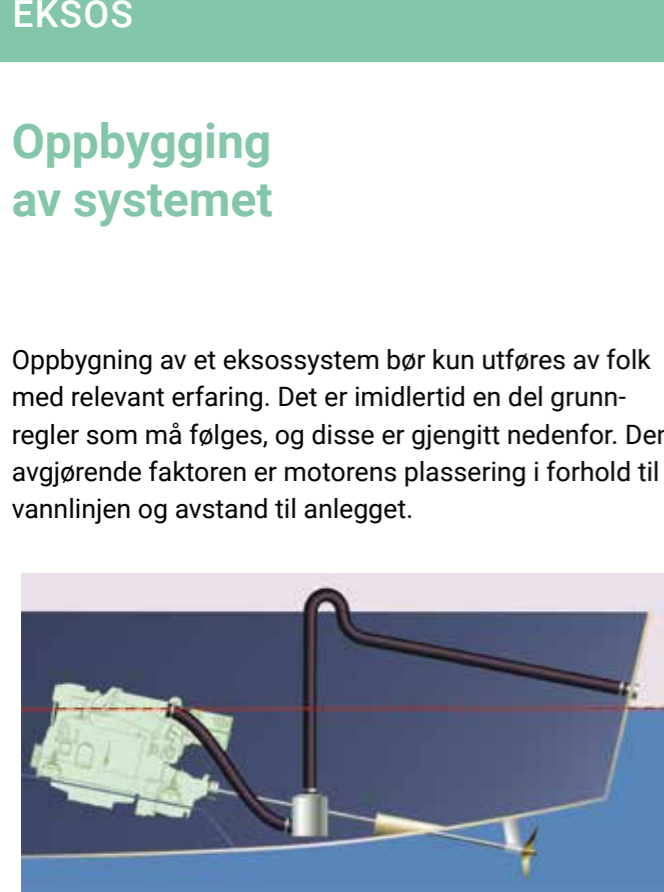 EKSOS
Oppbygging
av systemet
Oppbygning av et eksossystem bør kun utføres av folk
med relevant erfaring. Det er imidlertid en del grunn-
regler som må følges, og disse er gjengitt nedenfor. Den
avgjørende faktoren er motorens plassering i forhold til
vannlinjen og avstand til anlegget.